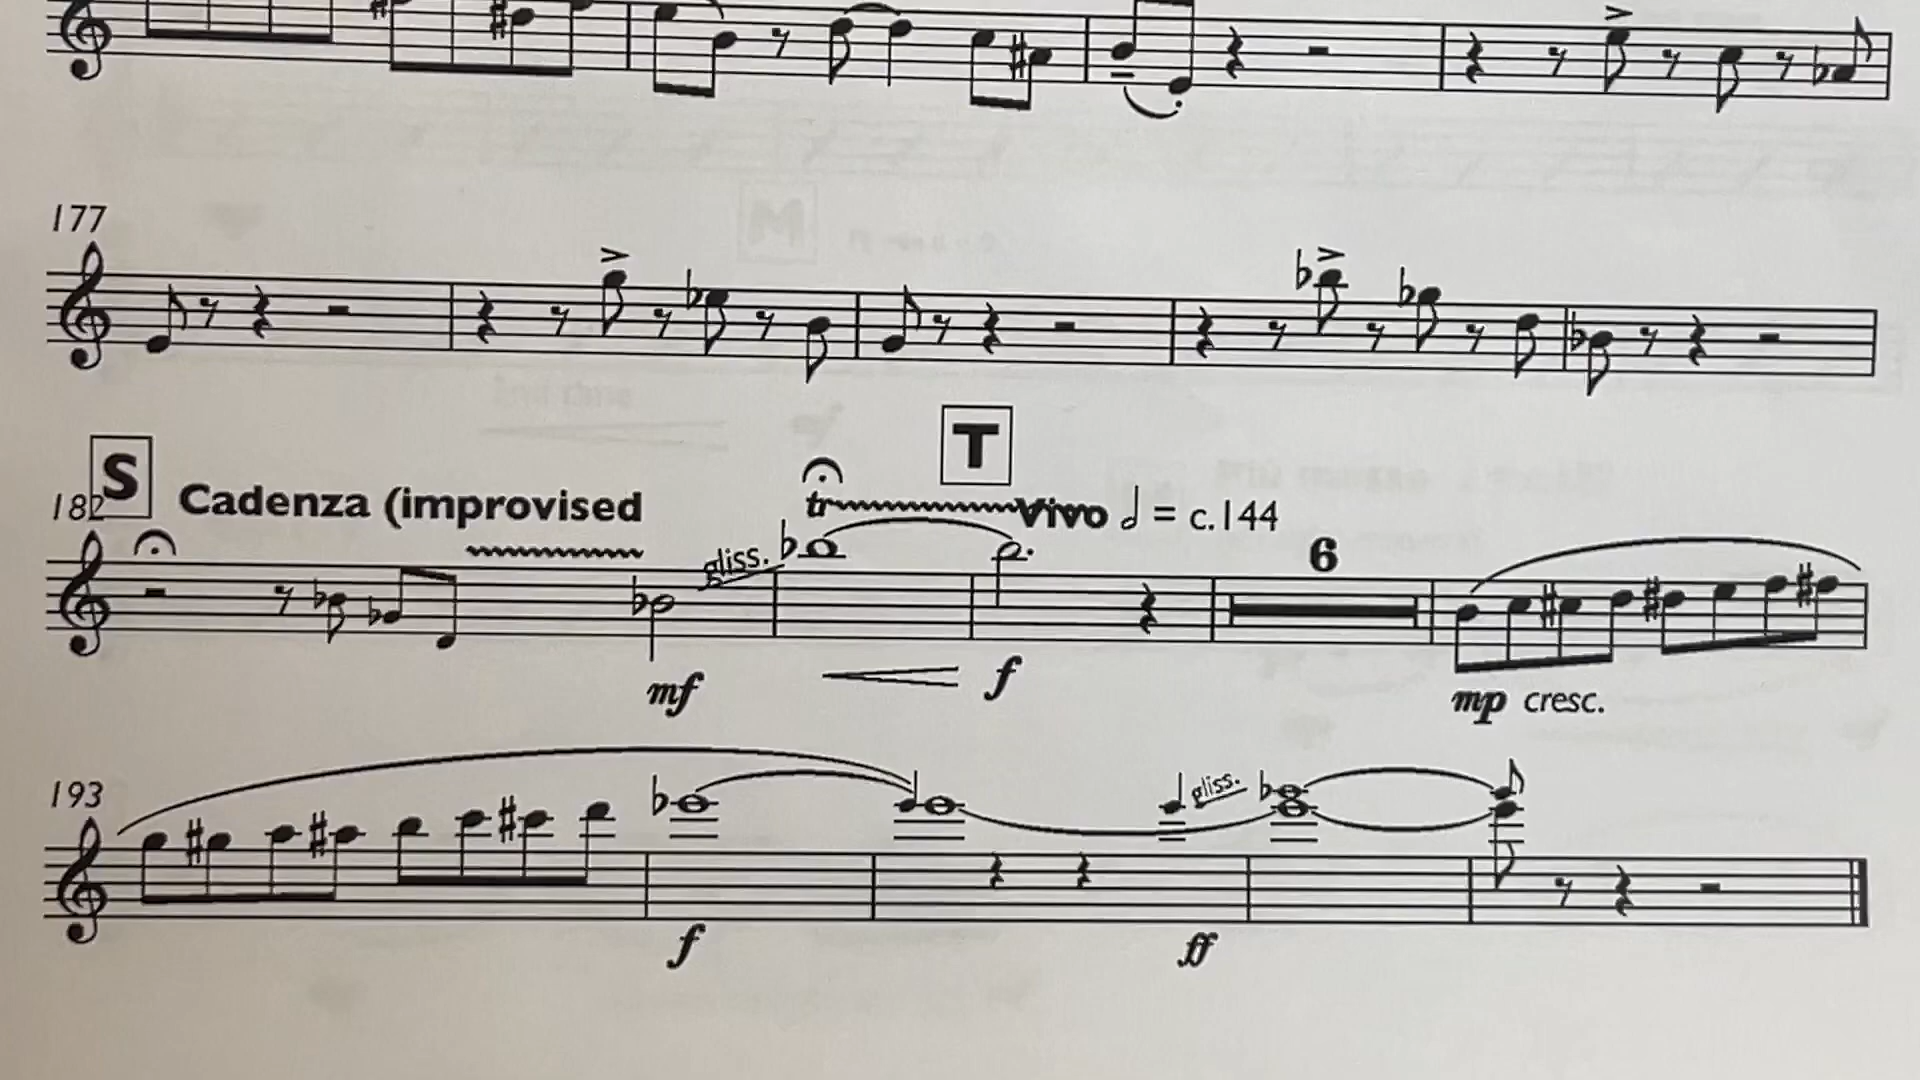 177
S
T
182
Cadenza (improvised
tr
Vivo = c.144
gliss.
6
mf
f
mp cresc.
193
gliss.
f
ff